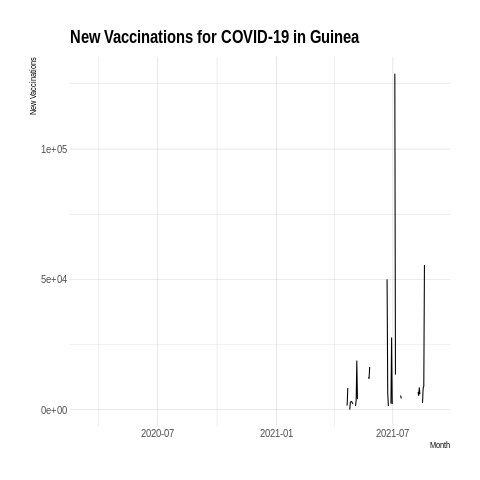 New Vaccinations for COVID-19 in Guinea
New Vaccinations
1e+05
5e+04
0e+00
2020-07 2021-01 2021-07
Month